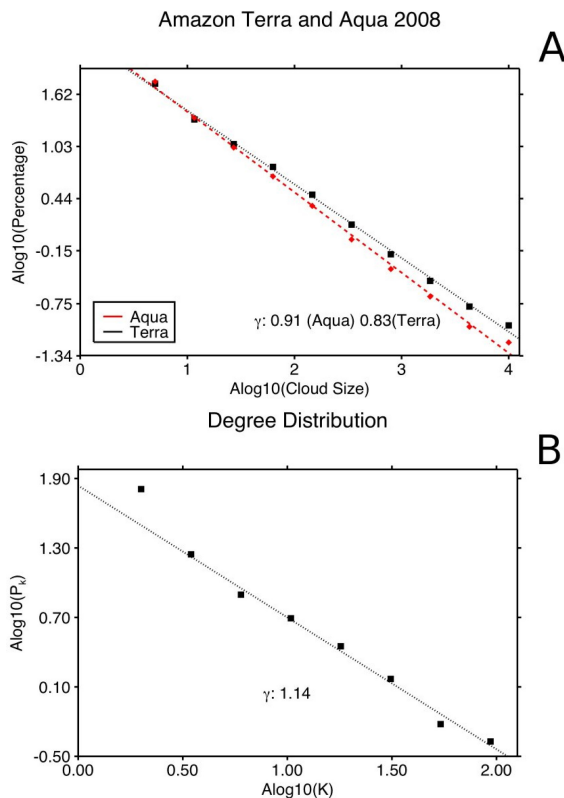 Amazon Terra and Aqua 2008
A
Alog10(Percentage)
1.62
1.03
0.44
-0.15
-0.75
-1.34
Aqua
Terra
γ: 0.91 (Aqua) 0.83(Terra)
0 1 2 3 4
Alog10(Cloud Size)
Degree Distribution
B
Alog10(Pk)
1.90
1.30
0.70
0.10
-0.50
γ: 1.14
0.00 0.50 1.00 1.50 2.00
Alog10(K)